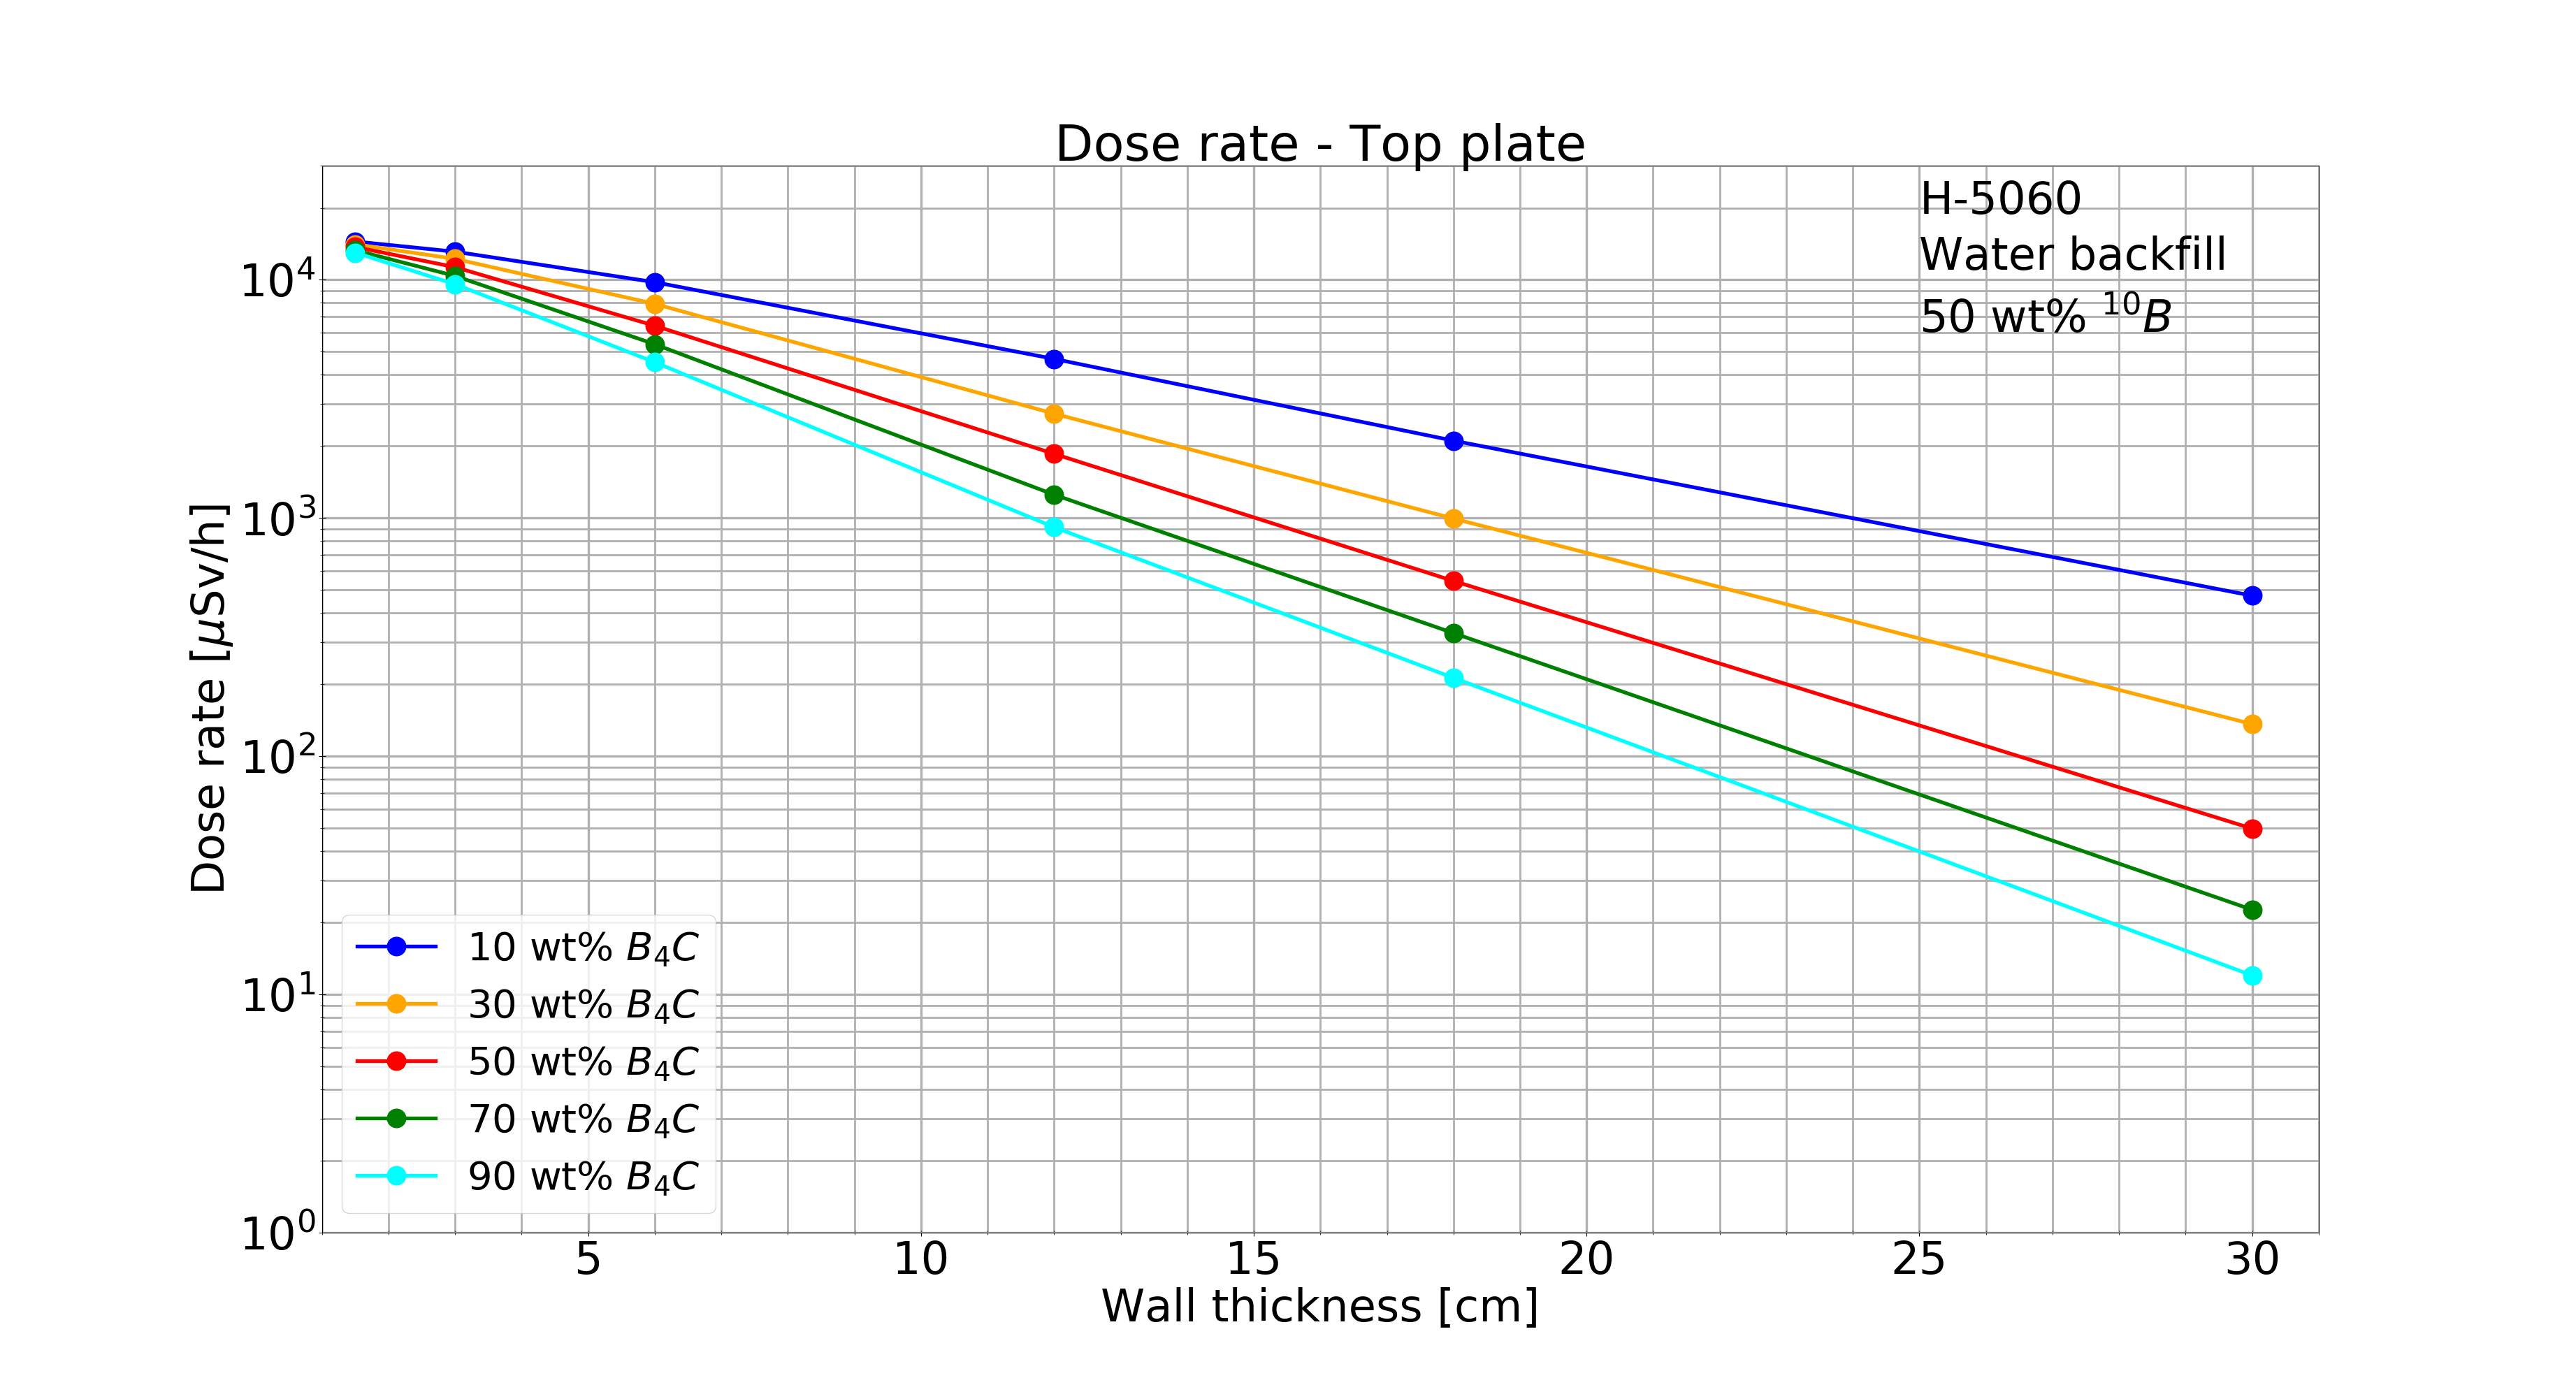 Dose rate - Top plate
H-5060
Water backfill
50 wt% ¹⁰B
Dose rate [μSv/h]
10⁴
10³
10²
10¹
10⁰
10 wt% B₄C
30 wt% B₄C
50 wt% B₄C
70 wt% B₄C
90 wt% B₄C
5 10 15 20 25 30
Wall thickness [cm]